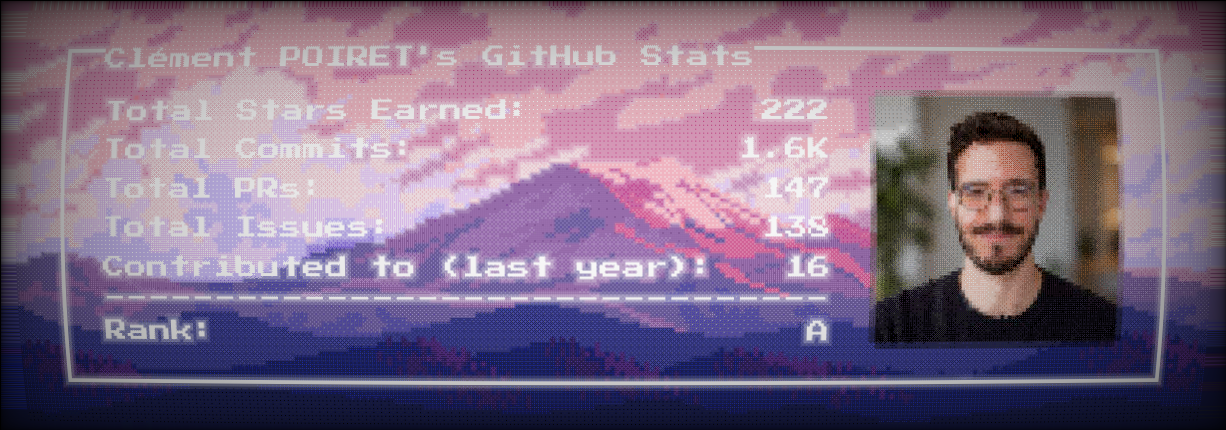 Clément POIRET's GitHub Stats
Total Stars Earned: 222
Total Commits: 1.6K
Total PRs: 147
Total Issues: 138
Contributed to (last year): 16
Rank: A